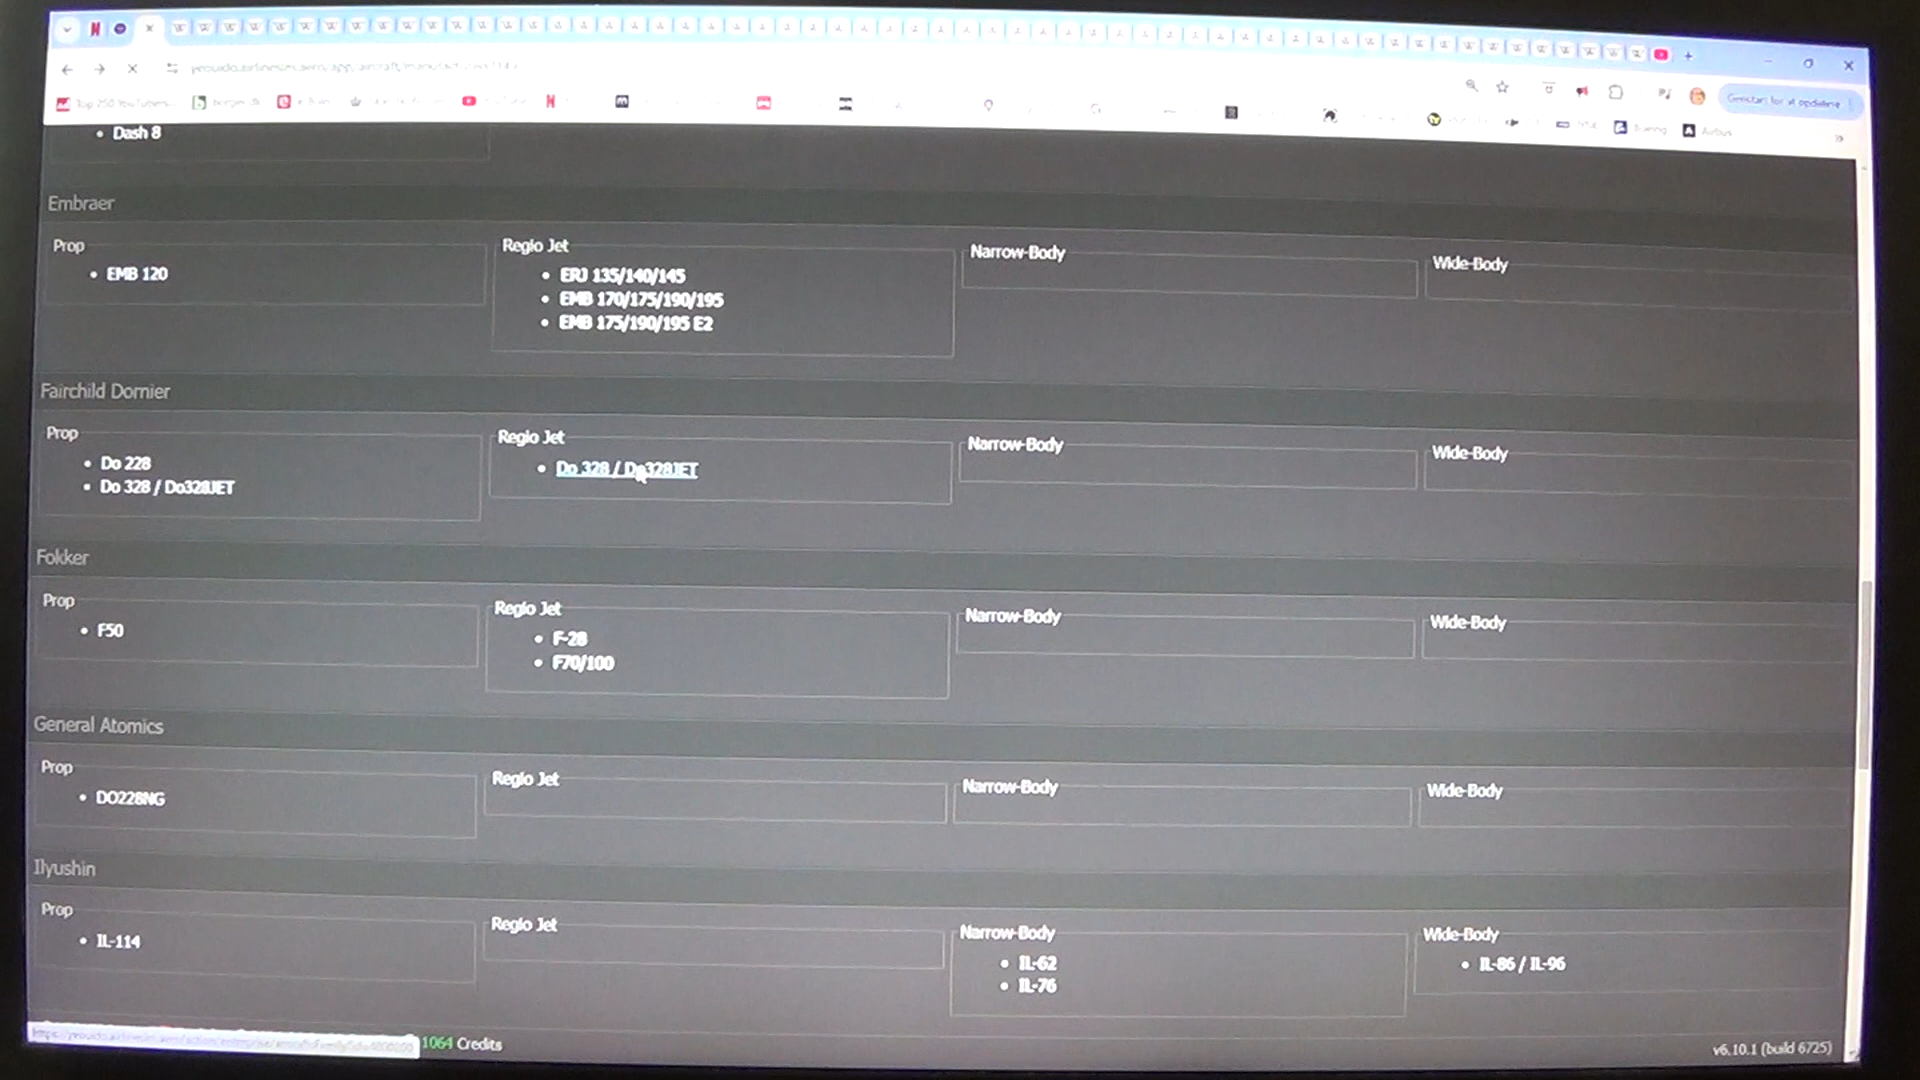 Top 250 YouTubers...
Airbus
Dash 8
Embraer
Prop
EMB 120
Regio Jet
ERJ 135/140/145
EMB 170/175/190/195
EMB 175/190/195 E2
Narrow-Body
Wide-Body
Fairchild Dornier
Prop
Do 228
Do 328 / Do328JET
Regio Jet
Do 328 / Do328JET
Narrow-Body
Wide-Body
Fokker
Prop
F50
Regio Jet
F-28
F70/100
Narrow-Body
Wide-Body
General Atomics
Prop
DO228NG
Regio Jet
Narrow-Body
Wide-Body
Ilyushin
Prop
IL-114
Regio Jet
Narrow-Body
IL-62
IL-76
Wide-Body
IL-86 / IL-96
1064 Credits
v6.10.1 (build 6725)